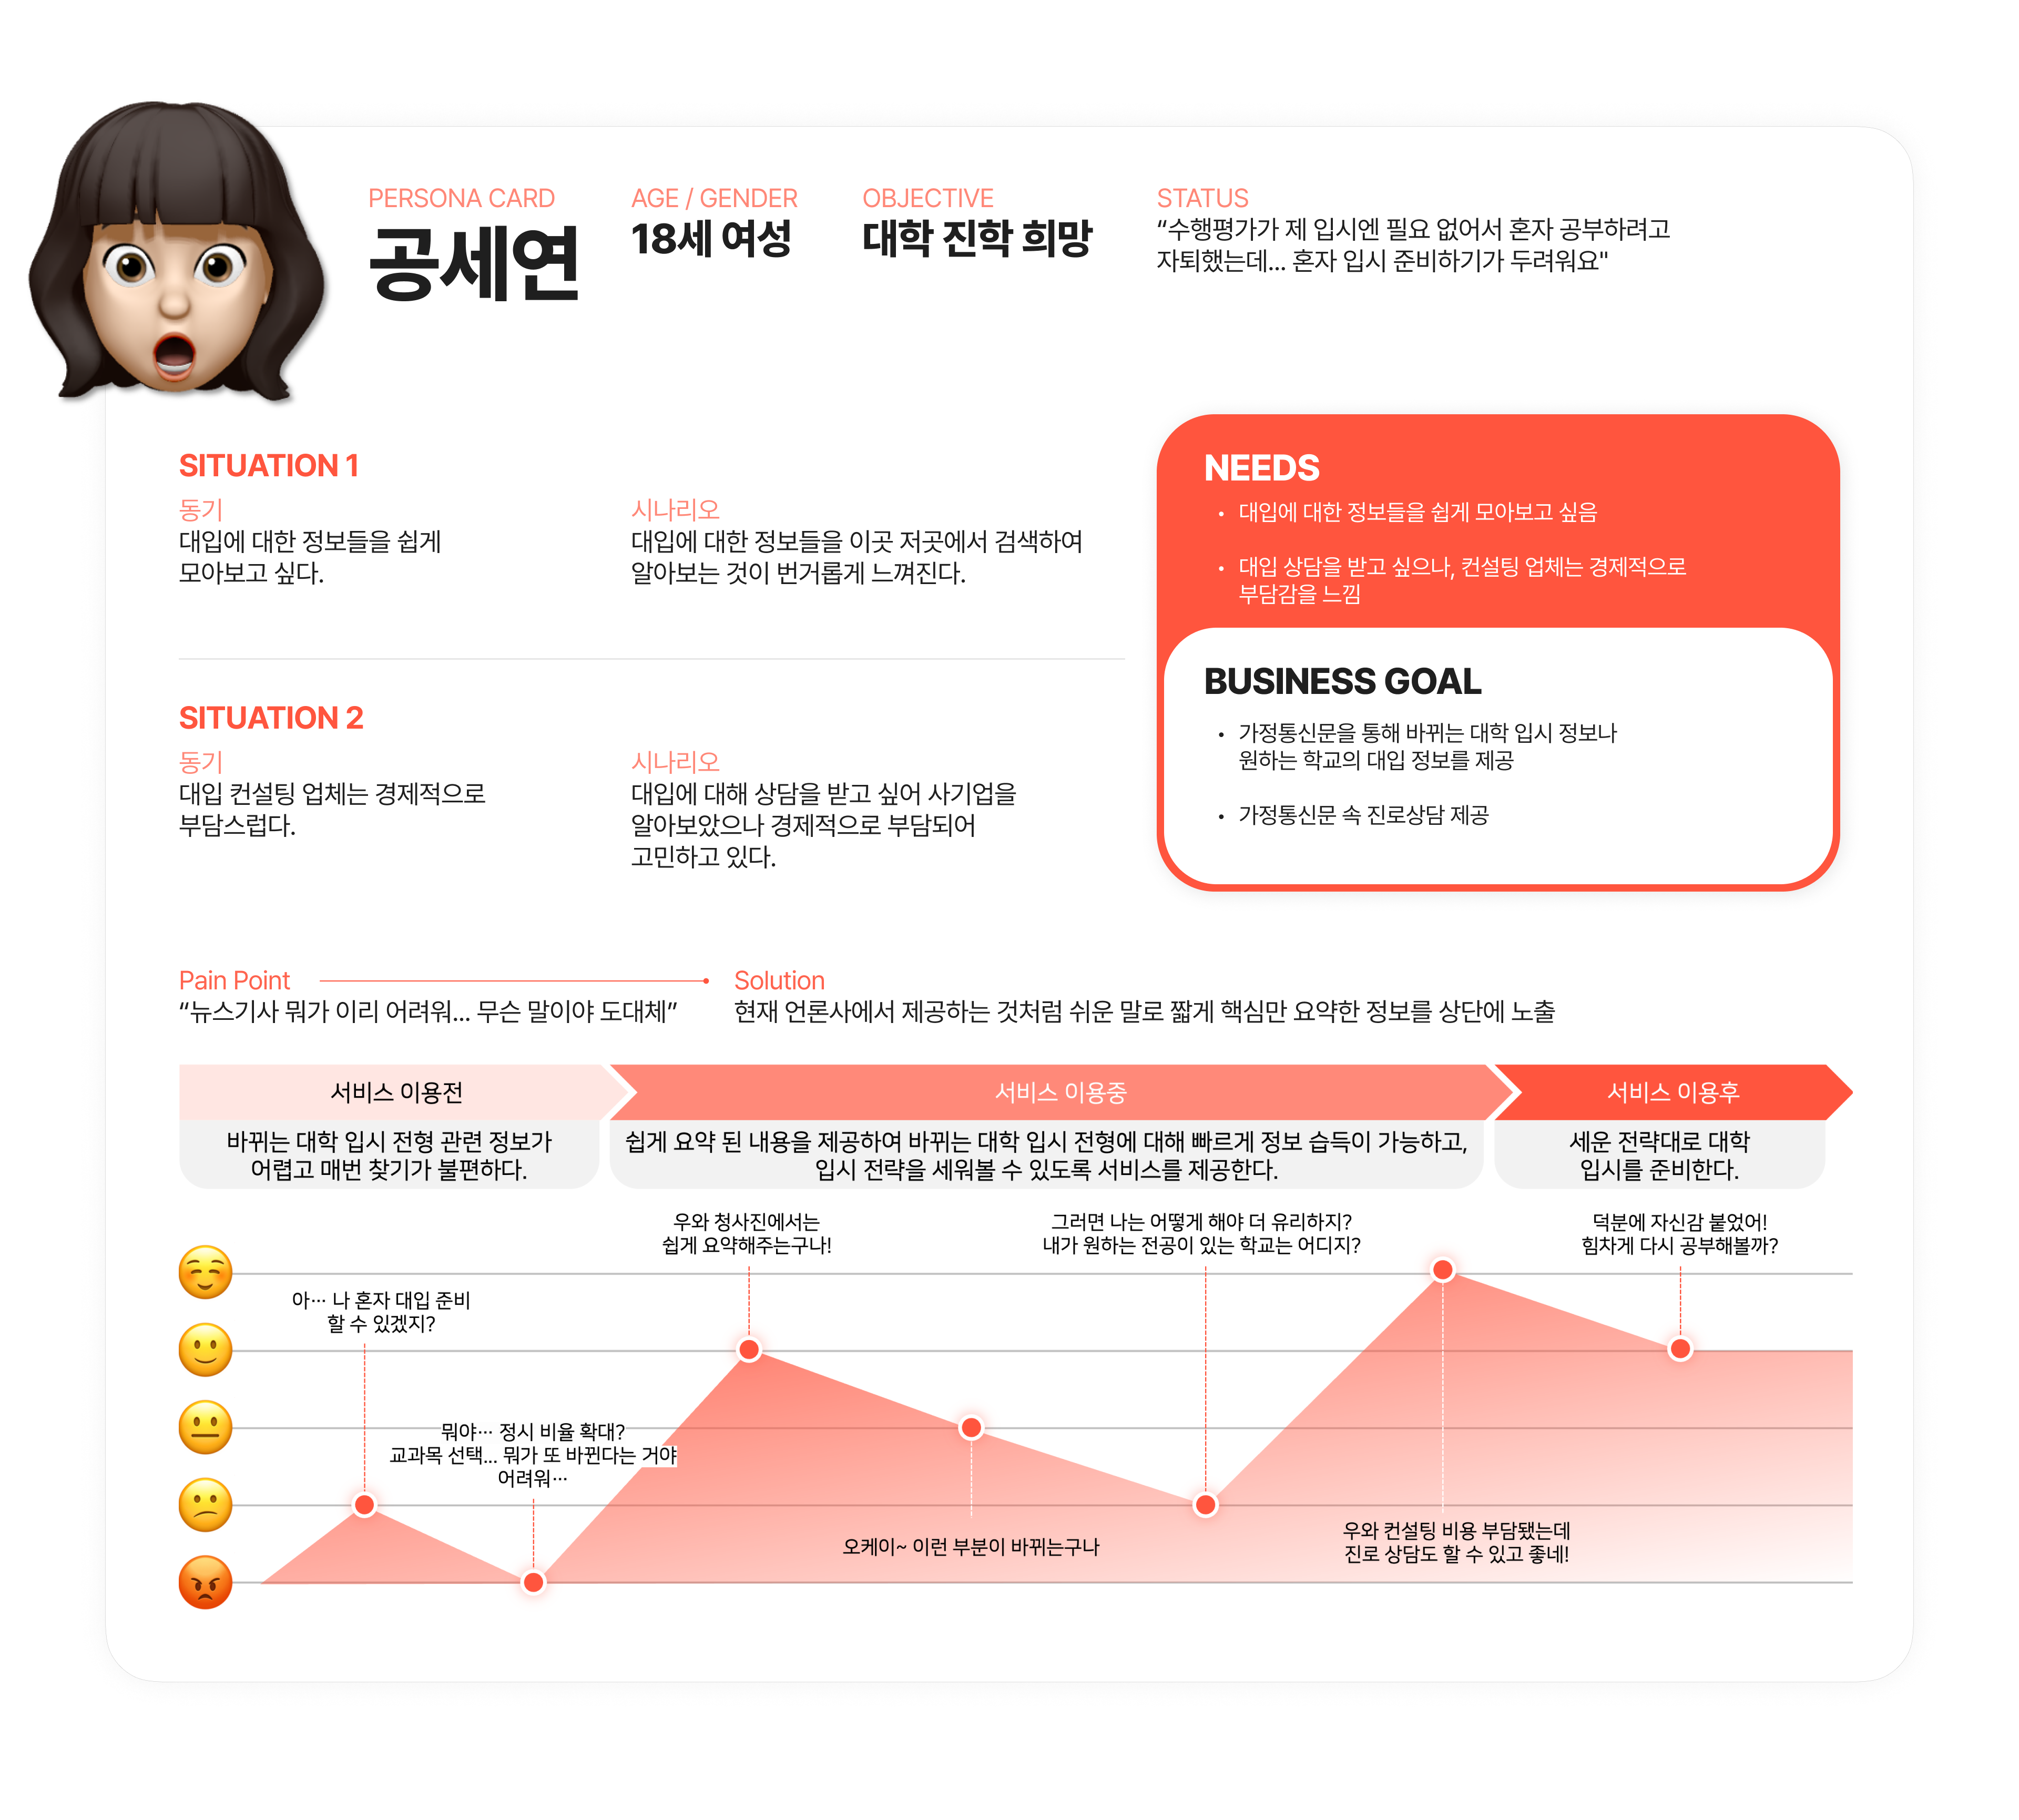 PERSONA CARD
공세연
AGE / GENDER
18세 여성
OBJECTIVE
대학 진학 희망
STATUS
“수행평가가 제 입시엔 필요 없어서 혼자 공부하려고
자퇴했는데... 혼자 입시 준비하기가 두려워요"
SITUATION 1
동기
대입에 대한 정보들을 쉽게
모아보고 싶다.
시나리오
대입에 대한 정보들을 이곳 저곳에서 검색하여
알아보는 것이 번거롭게 느껴진다.
SITUATION 2
동기
대입 컨설팅 업체는 경제적으로
부담스럽다.
시나리오
대입에 대해 상담을 받고 싶어 사기업을
알아보았으나 경제적으로 부담되어
고민하고 있다.
NEEDS
• 대입에 대한 정보들을 쉽게 모아보고 싶음
• 대입 상담을 받고 싶으나, 컨설팅 업체는 경제적으로
부담감을 느낌
BUSINESS GOAL
• 가정통신문을 통해 바뀌는 대학 입시 정보나
원하는 학교의 대입 정보를 제공
• 가정통신문 속 진로상담 제공
Pain Point
“뉴스기사 뭐가 이리 어려워... 무슨 말이야 도대체”
Solution
현재 언론사에서 제공하는 것처럼 쉬운 말로 짧게 핵심만 요약한 정보를 상단에 노출
서비스 이용전
바뀌는 대학 입시 전형 관련 정보가
어렵고 매번 찾기가 불편하다.
서비스 이용중
쉽게 요약 된 내용을 제공하여 바뀌는 대학 입시 전형에 대해 빠르게 정보 습득이 가능하고,
입시 전략을 세워볼 수 있도록 서비스를 제공한다.
서비스 이용후
세운 전략대로 대학
입시를 준비한다.
아… 나 혼자 대입 준비
할 수 있겠지?
뭐야… 정시 비율 확대?
교과목 선택... 뭐가 또 바뀐다는 거야
어려워…
우와 청사진에서는
쉽게 요약해주는구나!
오케이~ 이런 부분이 바뀌는구나
그러면 나는 어떻게 해야 더 유리하지?
내가 원하는 전공이 있는 학교는 어디지?
우와 컨설팅 비용 부담됐는데
진로 상담도 할 수 있고 좋네!
덕분에 자신감 붙었어!
힘차게 다시 공부해볼까?